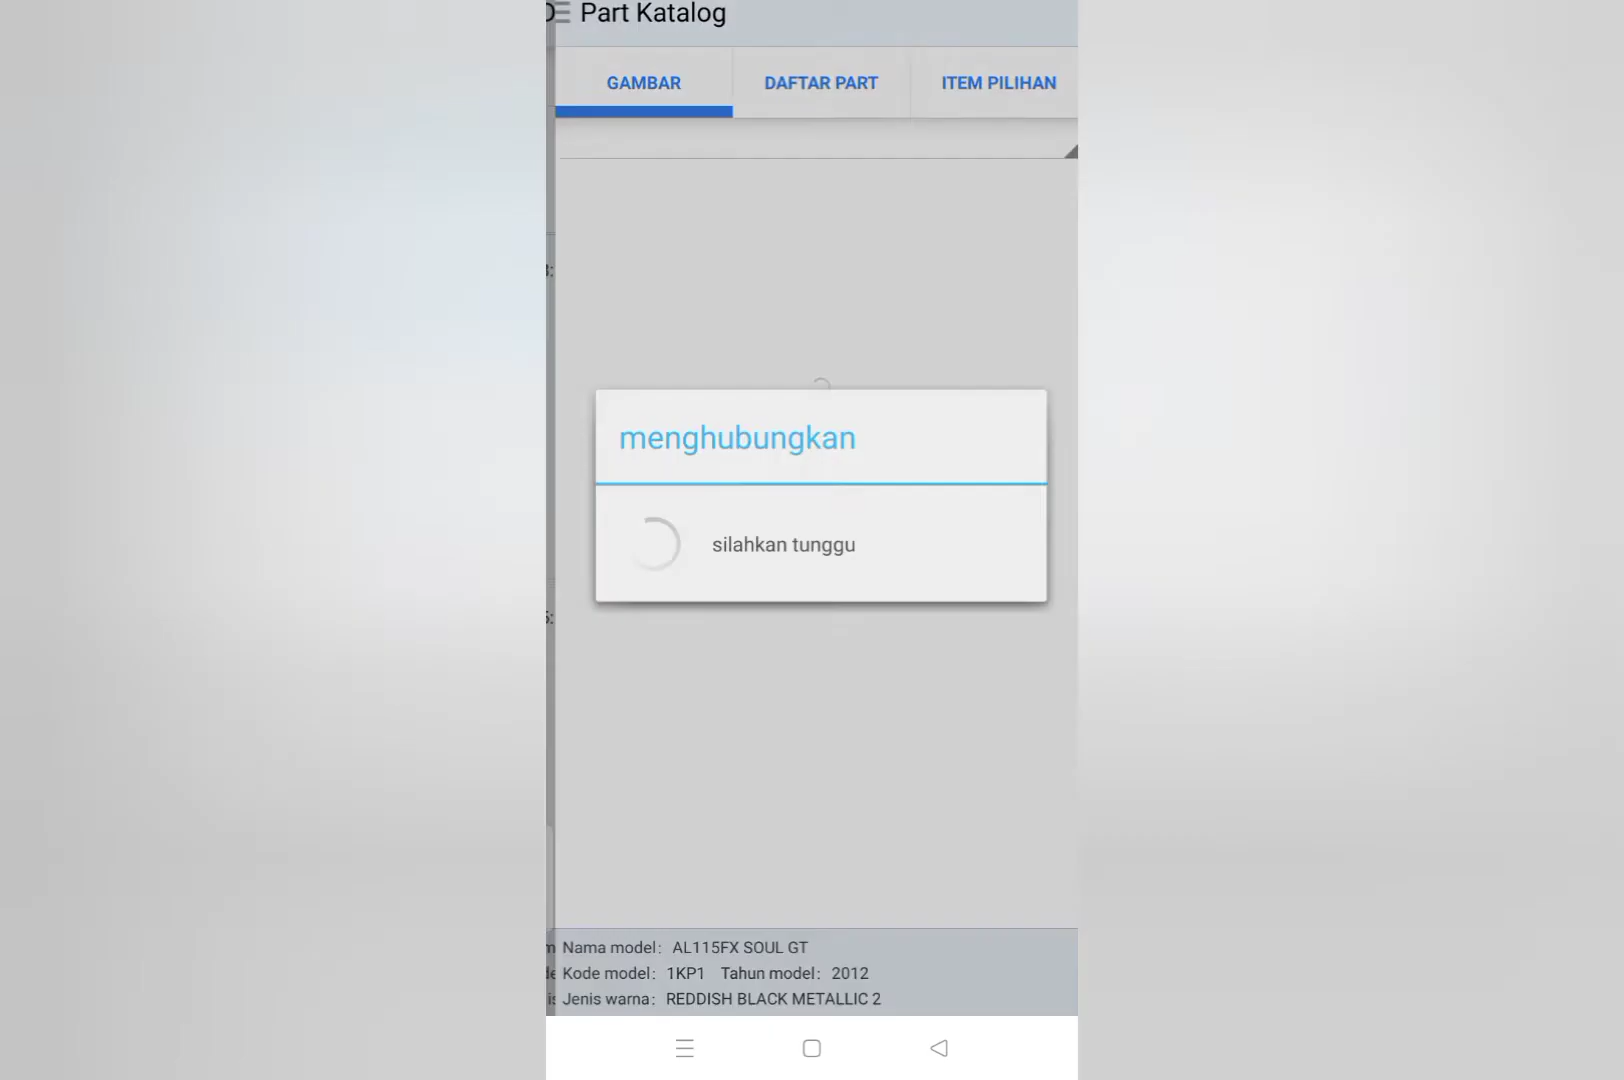 Part Katalog
GAMBAR
DAFTAR PART
ITEM PILIHAN
menghubungkan
silahkan tunggu
Nama model: AL115FX SOUL GT
Kode model: 1KP1 Tahun model: 2012
Jenis warna: REDDISH BLACK METALLIC 2